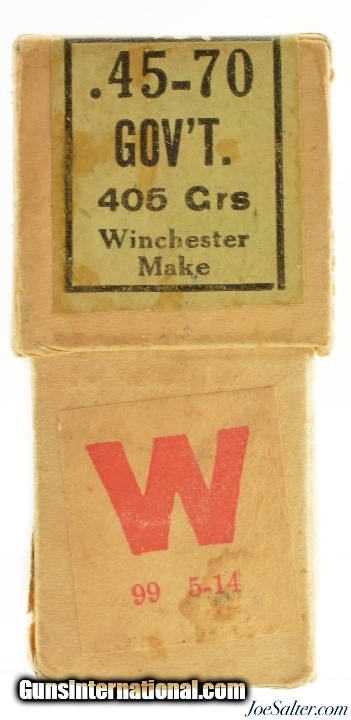 .45-70
GOV'T.
405 Grs
Winchester
Make
W
99 5-14
GunsInternational.com
JoeSalter.com